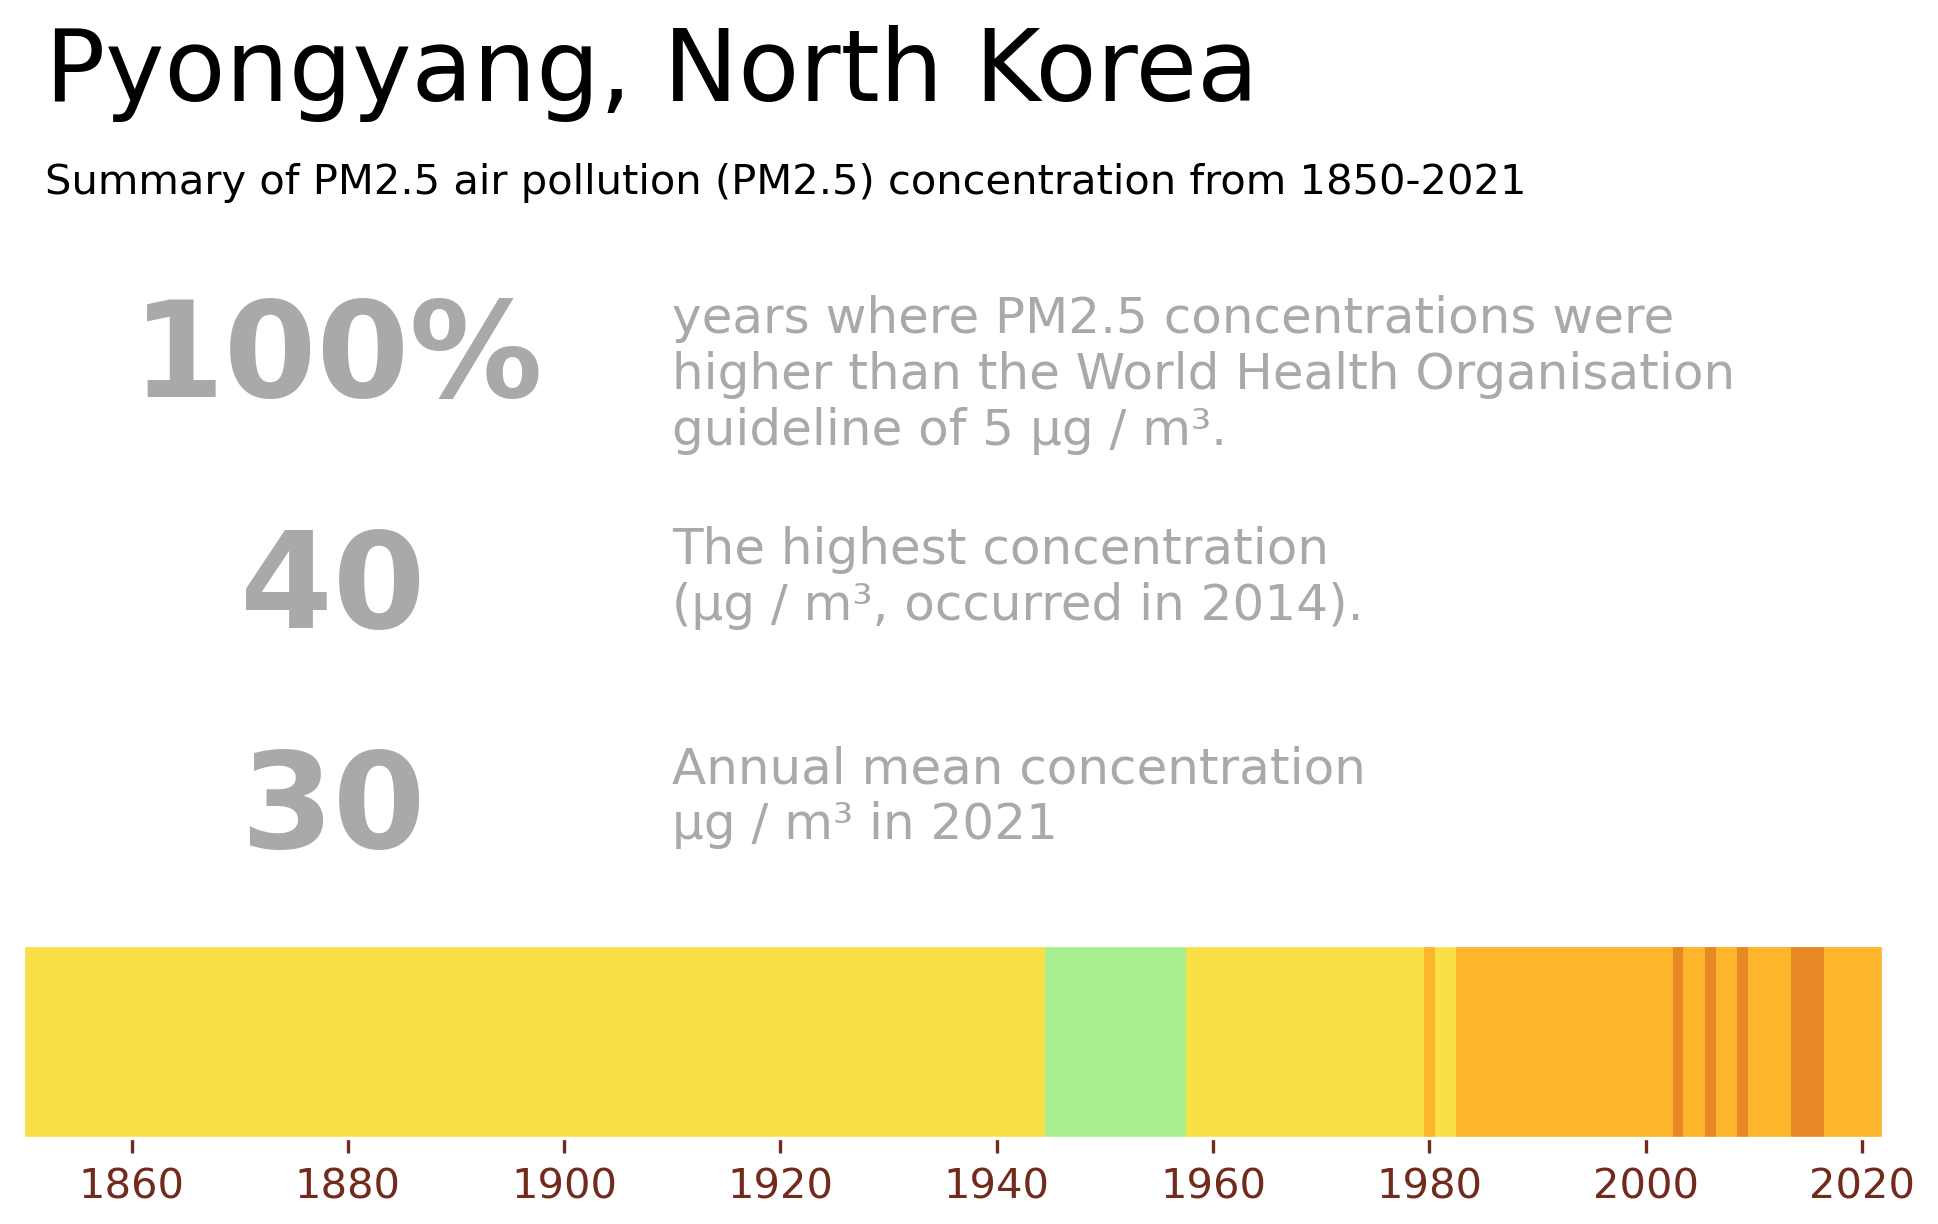 Pyongyang, North Korea
Summary of PM2.5 air pollution (PM2.5) concentration from 1850-2021
100%
years where PM2.5 concentrations were
higher than the World Health Organisation
guideline of 5 µg / m³.
40
The highest concentration
(µg / m³, occurred in 2014).
30
Annual mean concentration
µg / m³ in 2021
1860 1880 1900 1920 1940 1960 1980 2000 2020